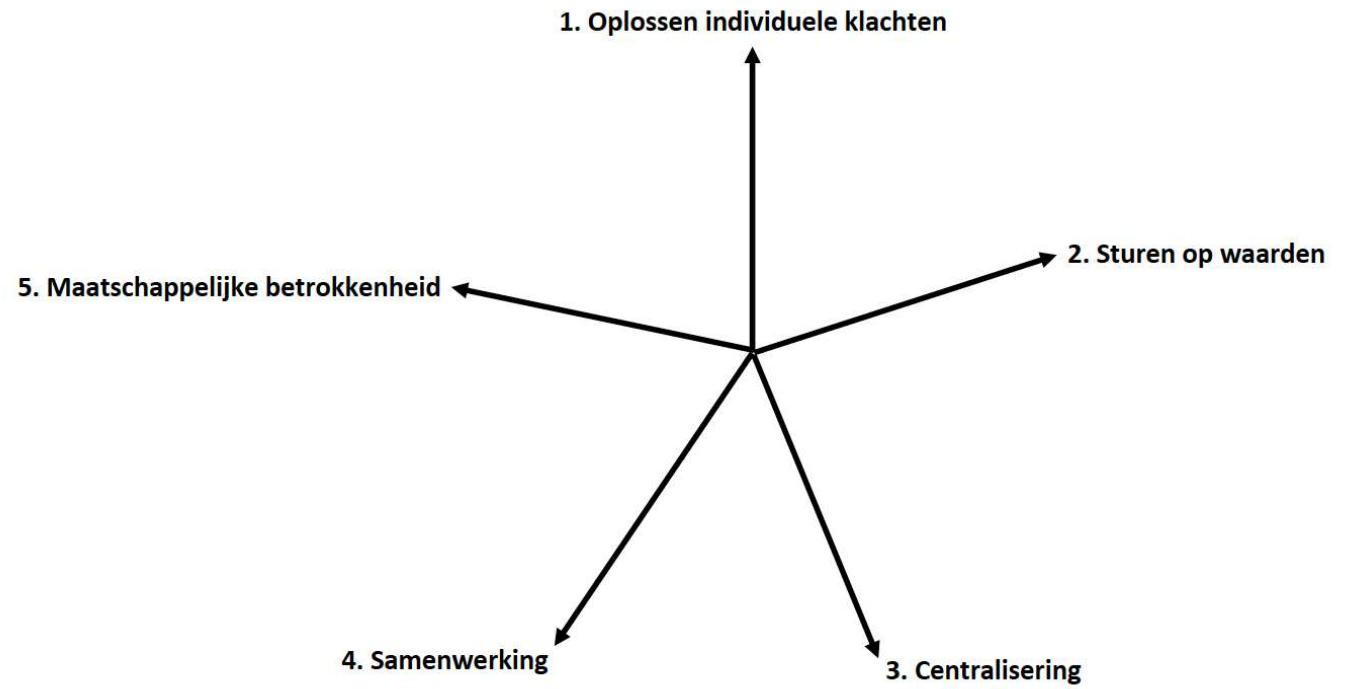 1. Oplossen individuele klachten
2. Sturen op waarden
3. Centralisering
4. Samenwerking
5. Maatschappelijke betrokkenheid